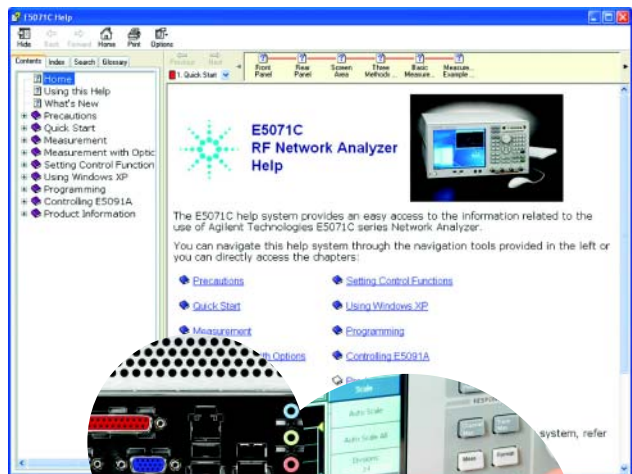 E5071C Help
Hide Back Forward Home Print Options
Contents Index Search Glossary
Home
Using this Help
What's New
Precautions
Quick Start
Measurement
Measurement with Optic
Setting Control Function
Using Windows XP
Programming
Controlling E5091A
Product Information
Previous Next
1. Quick Start
Front Panel
Rear Panel
Screen Area
Three Methods ...
Basic Measure...
Measure... Example ...
E5071C
RF Network Analyzer
Help
The E5071C help system provides an easy access to the information related to the
use of Agilent Technologies E5071C series Network Analyzer.
You can navigate this help system through the navigation tools provided in the left or
you can directly access the chapters:
Precautions
Setting Control Functions
Quick Start
Using Windows XP
Measurement
Programming
with Options
Controlling E5091A
system, refer
Scale
Auto Scale
Auto Scale All
Divisions
Meas
Format